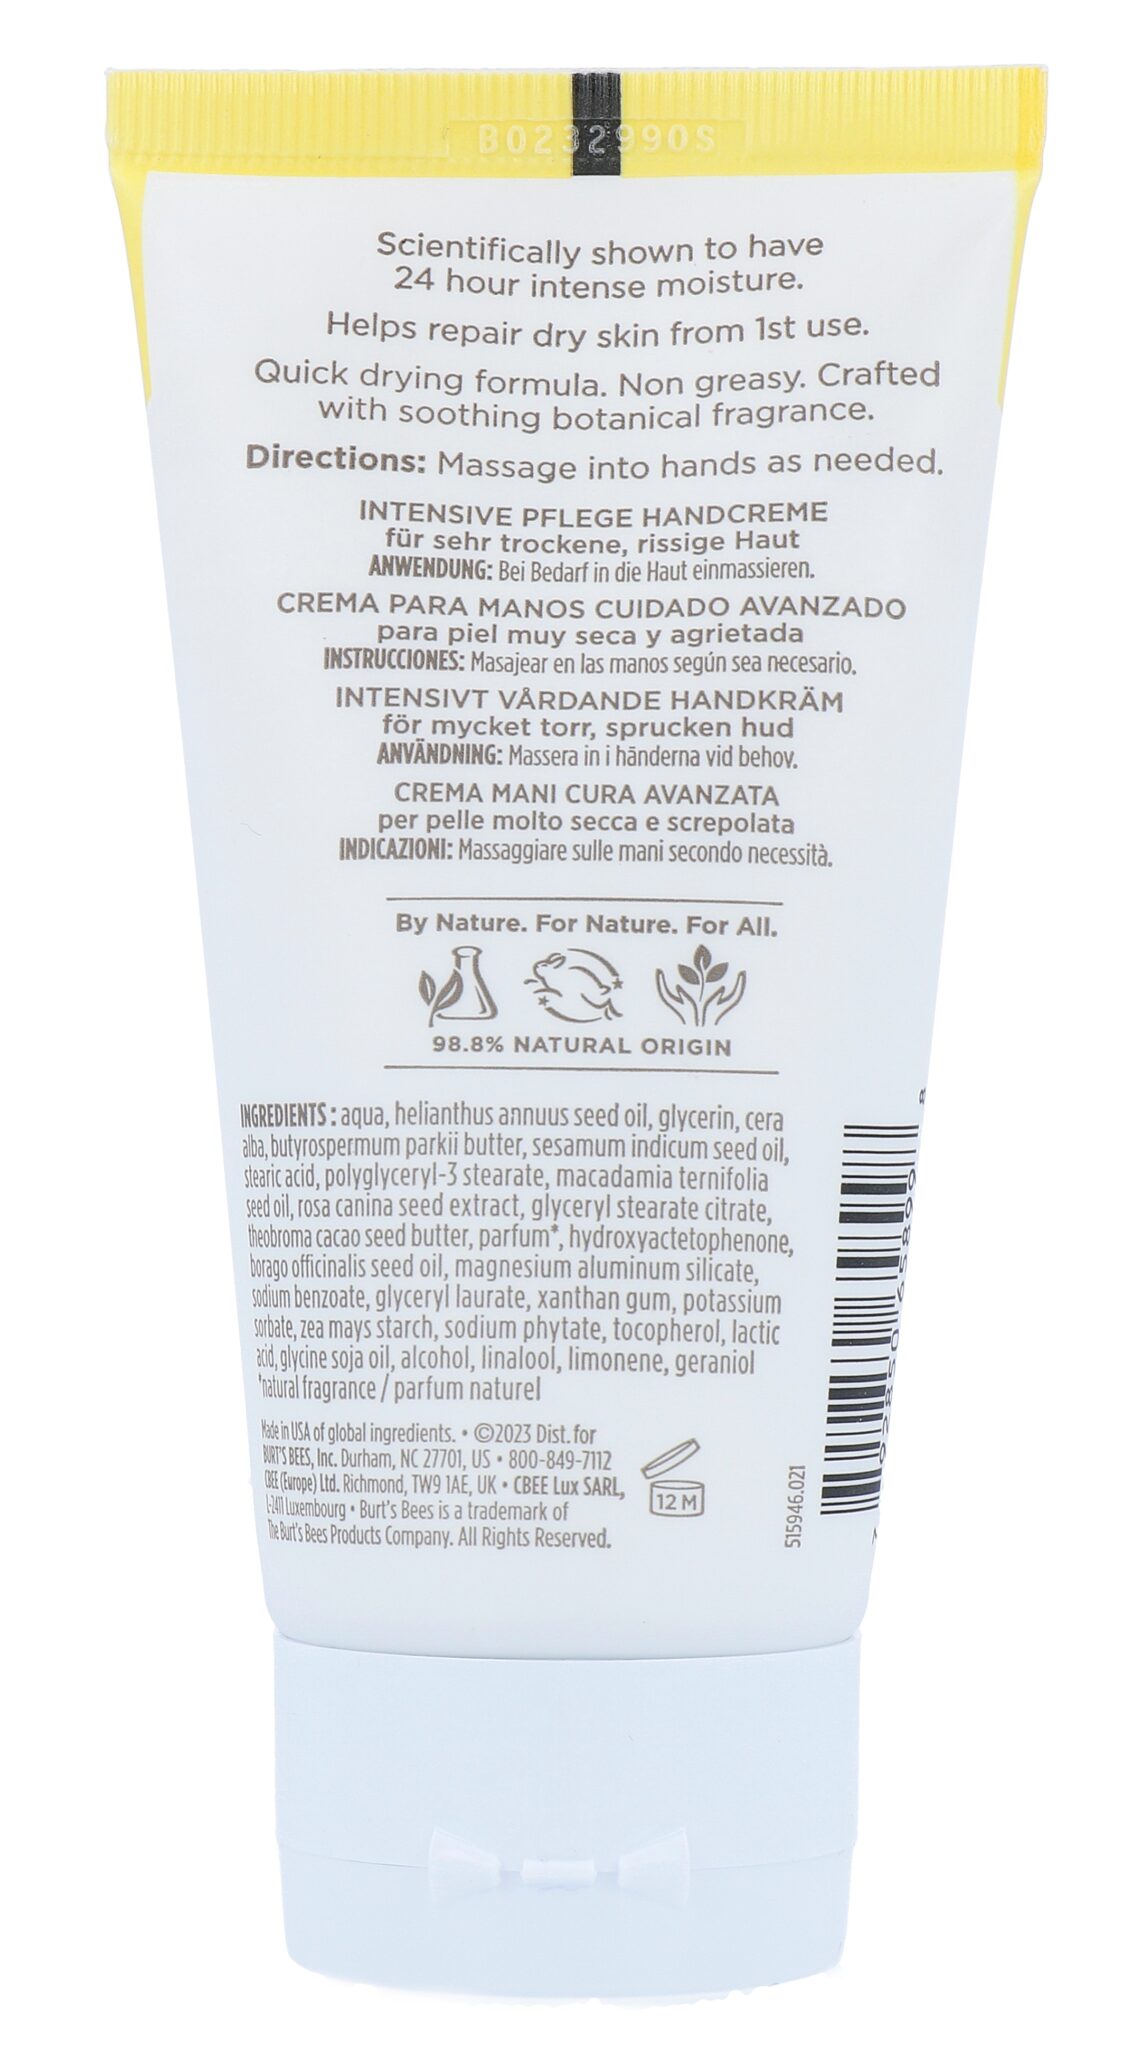 B0232990S
Scientifically shown to have
24 hour intense moisture.
Helps repair dry skin from 1st use.
Quick drying formula. Non greasy. Crafted
with soothing botanical fragrance.
Directions: Massage into hands as needed.
INTENSIVE PFLEGE HANDCREME
für sehr trockene, rissige Haut
ANWENDUNG: Bei Bedarf in die Haut einmassieren.
CREMA PARA MANOS CUIDADO AVANZADO
para piel muy seca y agrietada
INSTRUCCIONES: Masajear en las manos según sea necesario.
INTENSIVT VÅRDANDE HANDKRÄM
för mycket torr, sprucken hud
ANVÄNDNING: Massera in i händerna vid behov.
CREMA MANI CURA AVANZATA
per pelle molto secca e screpolata
INDICAZIONI: Massaggiare sulle mani secondo necessità.
By Nature. For Nature. For All.
98.8% NATURAL ORIGIN
INGREDIENTS: aqua, helianthus annuus seed oil, glycerin, cera
alba, butyrospermum parkii butter, sesamum indicum seed oil,
stearic acid, polyglyceryl-3 stearate, macadamia ternifolia
seed oil, rosa canina seed extract, glyceryl stearate citrate,
theobroma cacao seed butter, parfum*, hydroxyactetophenone,
borago officinalis seed oil, magnesium aluminum silicate,
sodium benzoate, glyceryl laurate, xanthan gum, potassium
sorbate, zea mays starch, sodium phytate, tocopherol, lactic
acid, glycine soja oil, alcohol, linalool, limonene, geraniol
*natural fragrance / parfum naturel
Made in USA of global ingredients. • ©2023 Dist. for
BURT'S BEES, Inc. Durham, NC 27701, US • 800-849-7112
CBEE (Europe) Ltd. Richmond, TW9 1AE, UK • CBEE Lux SARL,
L-2411 Luxembourg • Burt's Bees is a trademark of
The Burt's Bees Products Company. All Rights Reserved.
12 M
515946.021